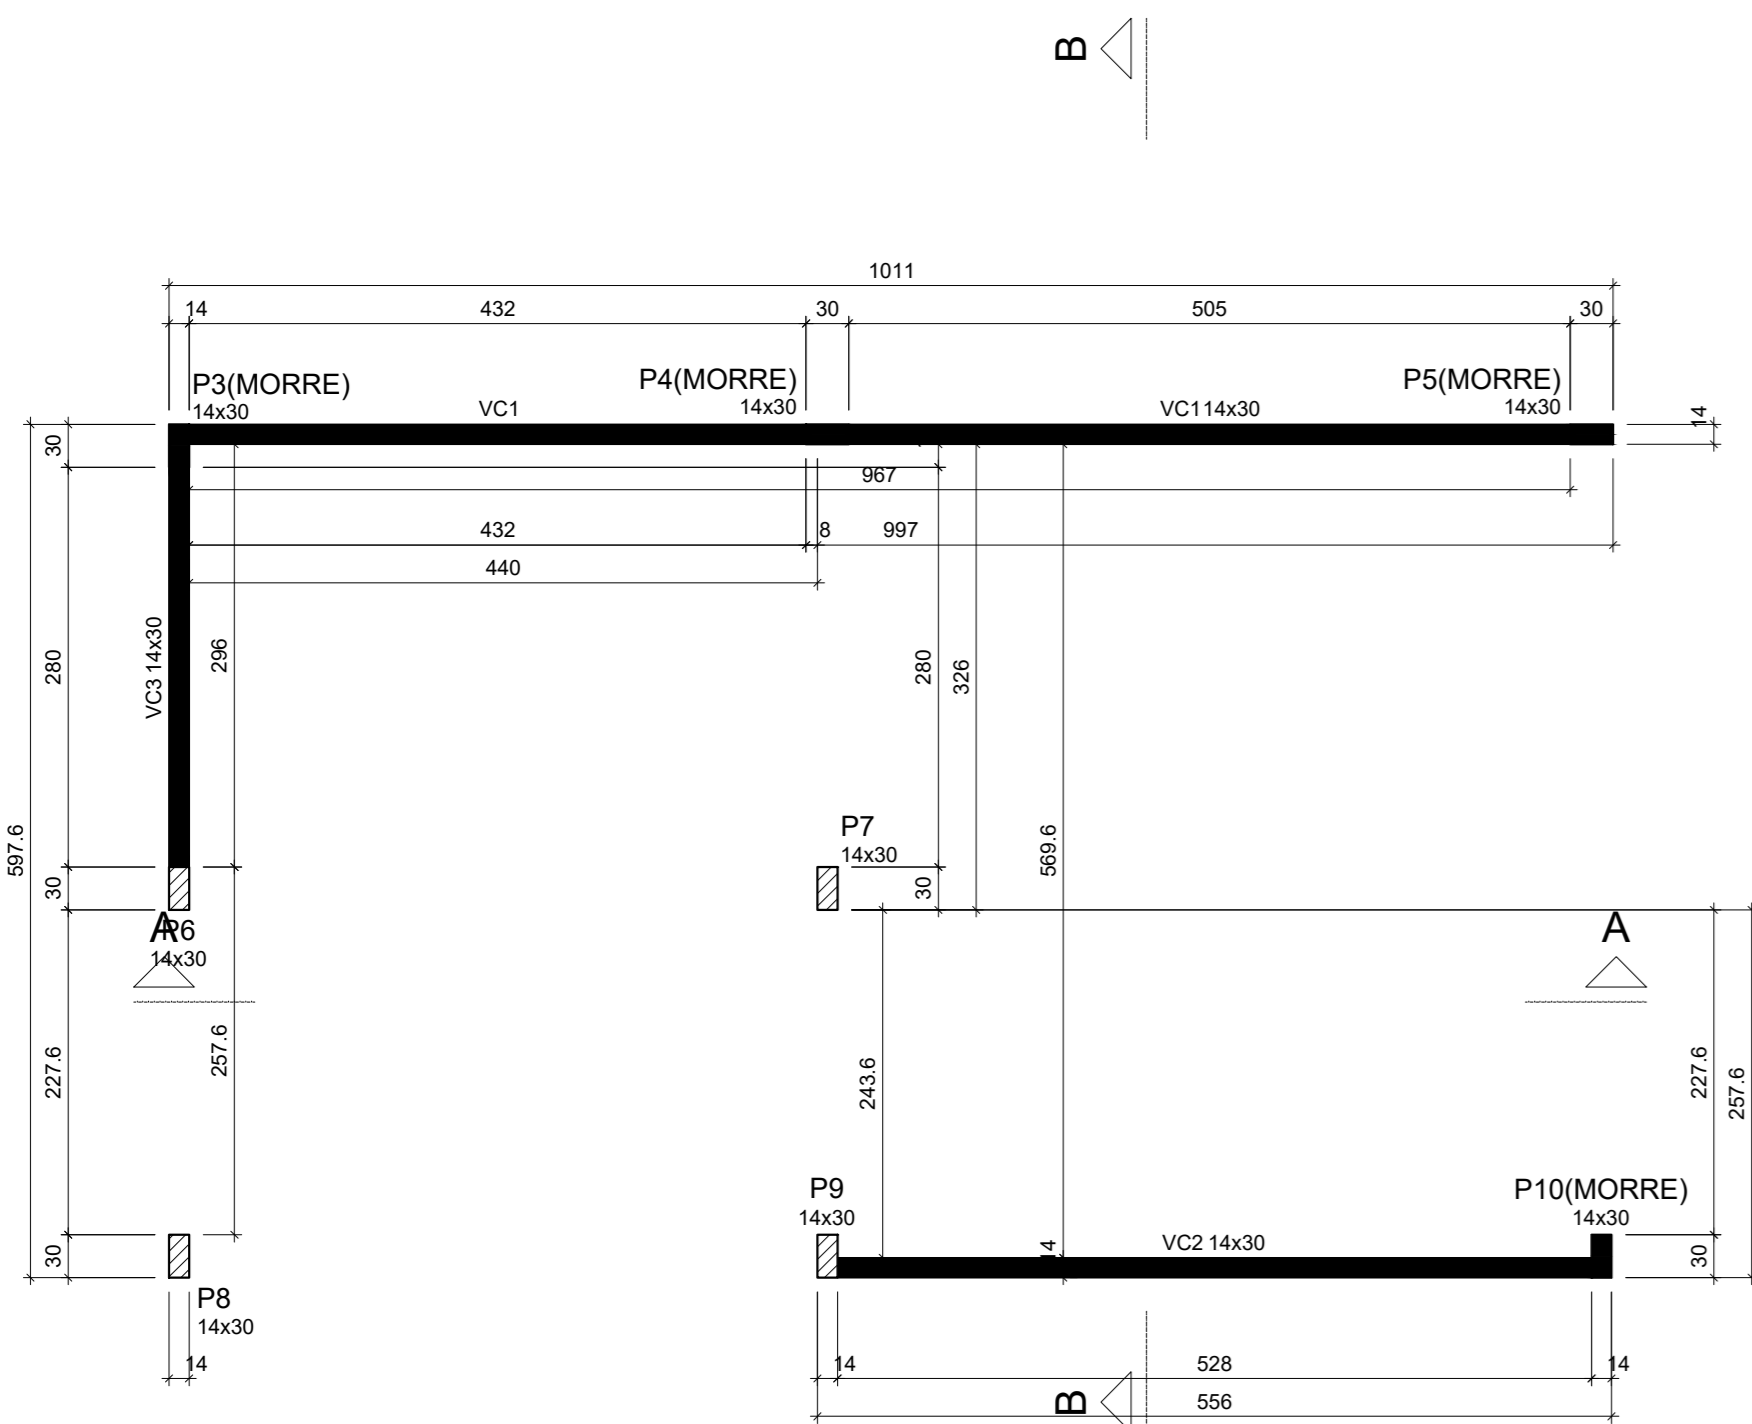 B
1011
14
432
30
505
30
P3(MORRE)
14x30
VC1
P4(MORRE)
14x30
VC114x30
P5(MORRE)
14x30
14
30
967
432
8
997
440
VC3 14x30
280
296
280
326
597.6
569.6
P7
14x30
30
30
A
P6
14x30
A
227.6
257.6
243.6
227.6
257.6
P9
14x30
P10(MORRE)
14x30
30
14
VC2 14x30
30
P8
14x30
14
14
528
14
B
556